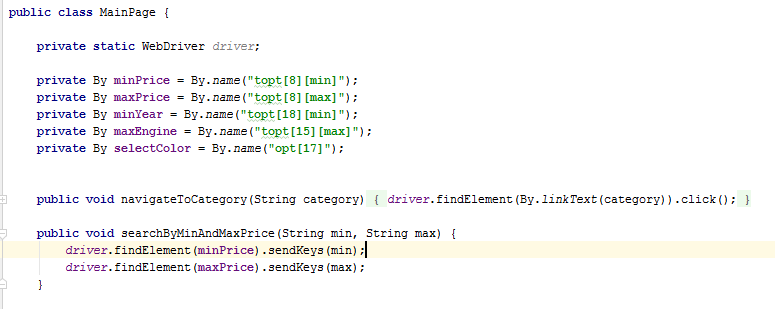 public class MainPage {
private static WebDriver driver;
private By minPrice = By.name("topt[8][min]");
private By maxPrice = By.name("topt[8][max]");
private By minYear = By.name("topt[18][min]");
private By maxEngine = By.name("topt[15][max]");
private By selectColor = By.name("opt[17]");
public void navigateToCategory(String category) { driver.findElement(By.linkText(category)).click(); }
public void searchByMinAndMaxPrice(String min, String max) {
driver.findElement(minPrice).sendKeys(min);
driver.findElement(maxPrice).sendKeys(max);
}